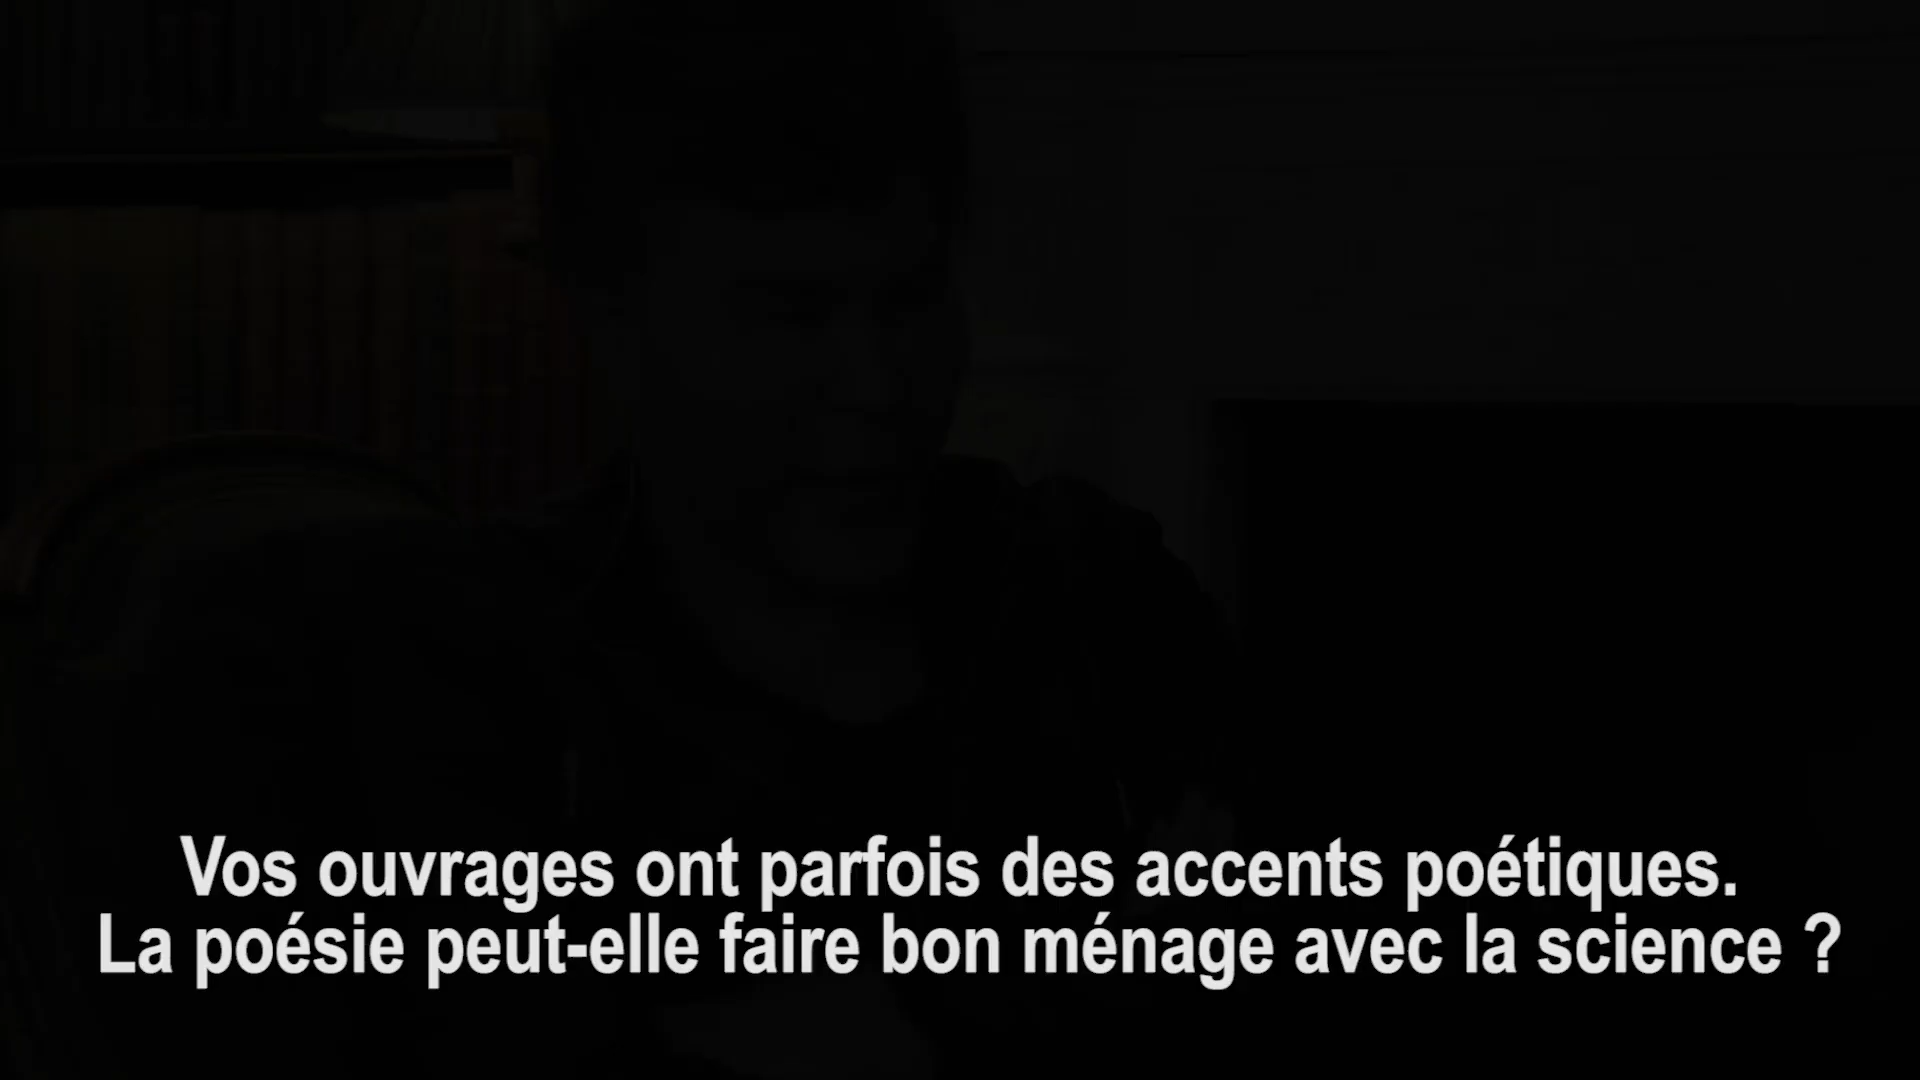 Vos ouvrages ont parfois des accents poétiques.
La poésie peut-elle faire bon ménage avec la science ?